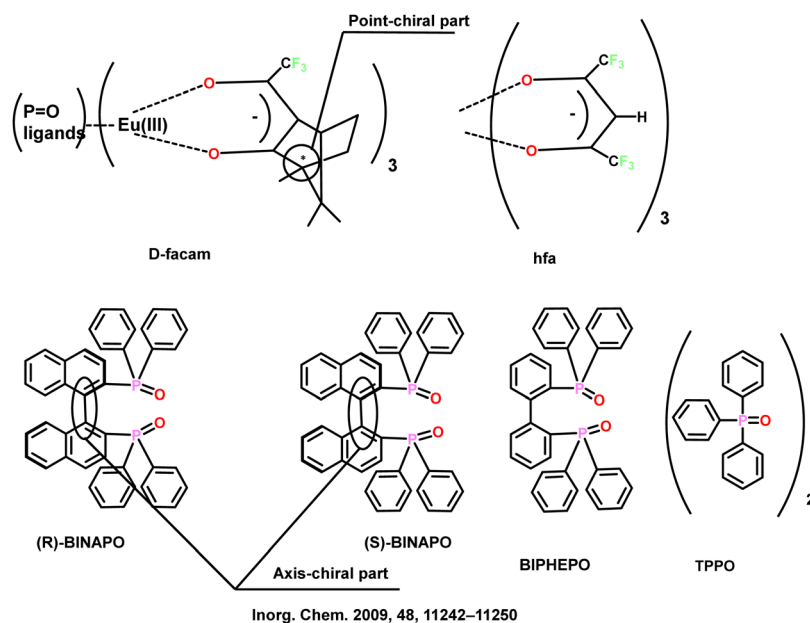 Point-chiral part
CF3
CF3
O
O
P=O
ligands
Eu(III)
-
-
H
O
O
*
CF3
3
3
D-facam
hfa
P
O
P
O
P
O
P
O
P
O
P
O
P
O
2
(R)-BINAPO
(S)-BINAPO
BIPHEPO
TPPO
Axis-chiral part
Inorg. Chem. 2009, 48, 11242–11250